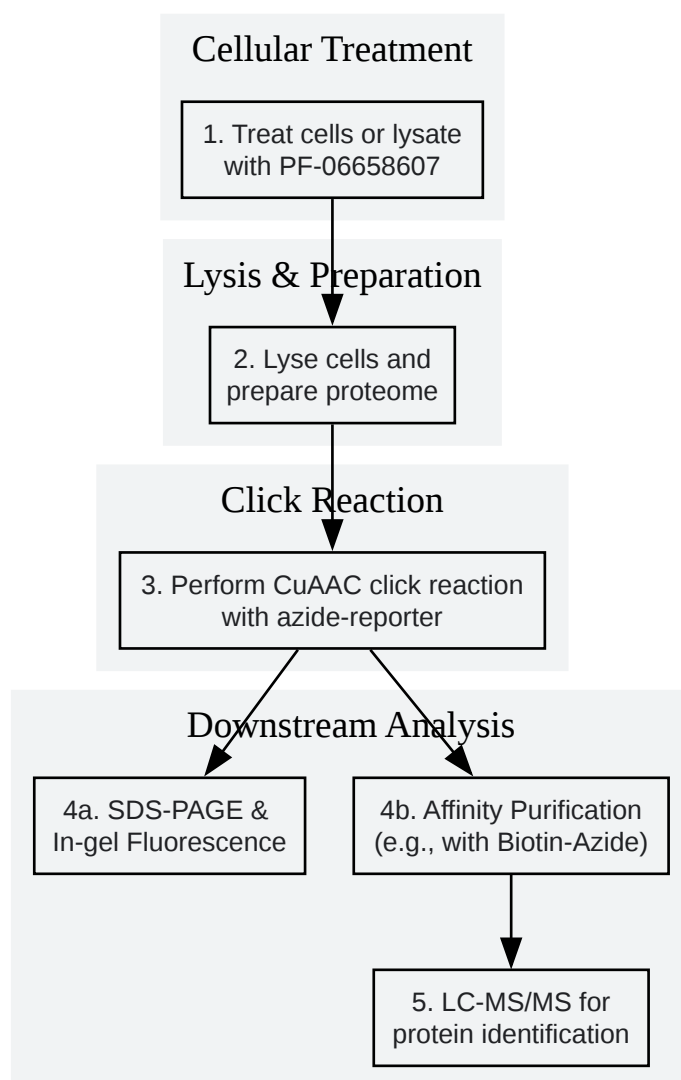 Cellular Treatment
1. Treat cells or lysate
with PF-06658607
Lysis & Preparation
2. Lyse cells and
prepare proteome
Click Reaction
3. Perform CuAAC click reaction
with azide-reporter
Downstream Analysis
4a. SDS-PAGE &
In-gel Fluorescence
4b. Affinity Purification
(e.g., with Biotin-Azide)
5. LC-MS/MS for
protein identification